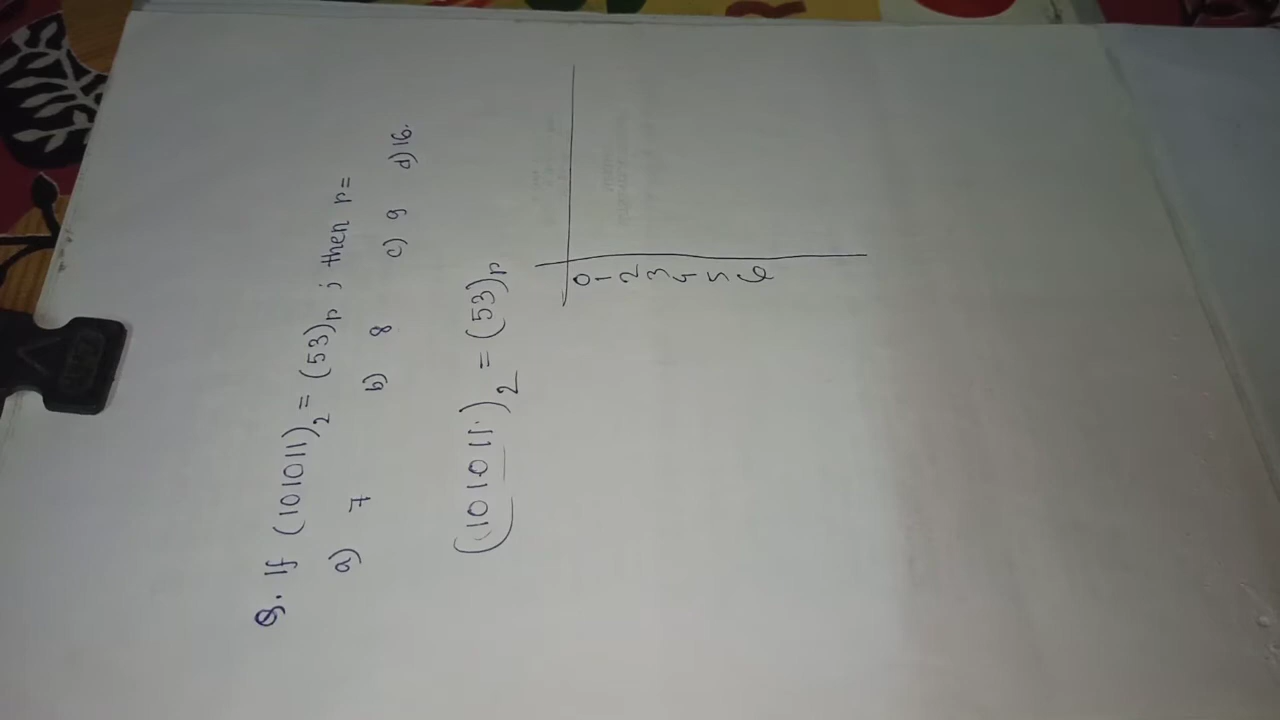 Q. If (101011)₂ = (53)ₚ ; then p =
a) 7 b) 8 c) 9 d) 16.
(101011)₂ = (53)ₚ
0
1
2
3
4
5
6